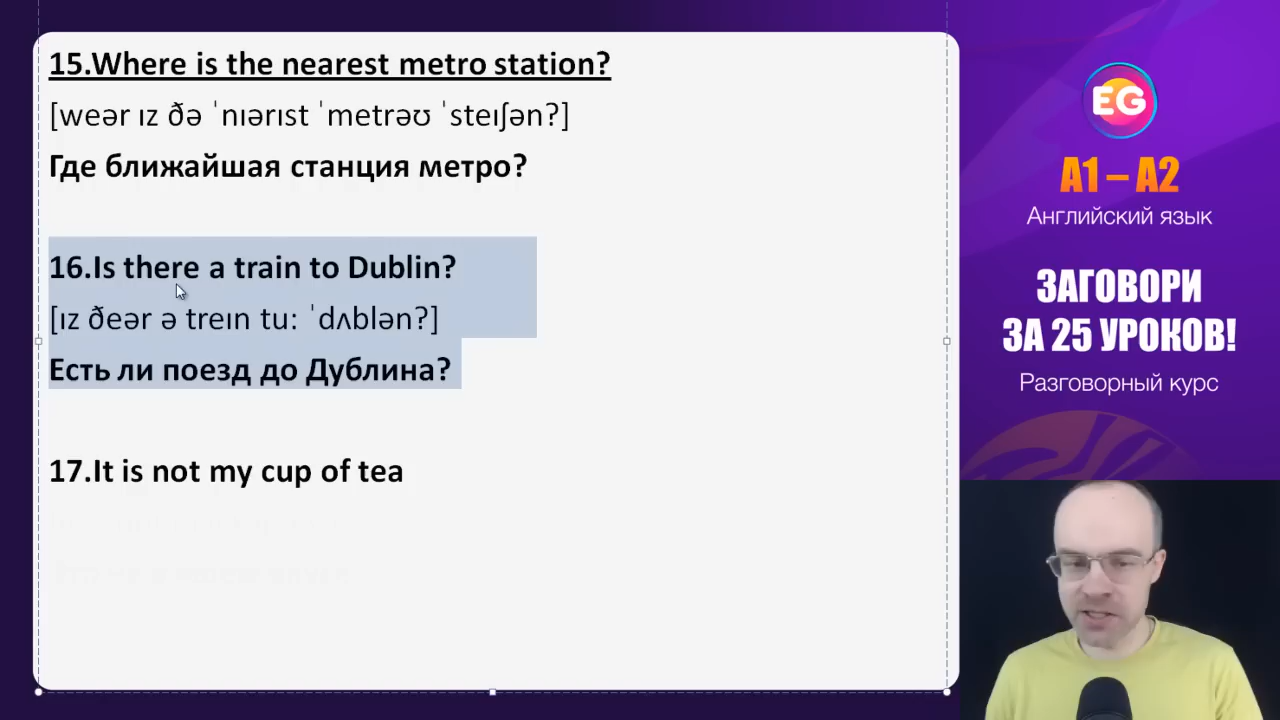 15.Where is the nearest metro station?
[weər ɪz ðə ˈnɪərɪst ˈmetrəʊ ˈsteɪʃən?]
Где ближайшая станция метро?
16.Is there a train to Dublin?
[ɪz ðeər ə treɪn tu: ˈdʌblən?]
Есть ли поезд до Дублина?
17.It is not my cup of tea
EG
A1 – A2
Английский язык
ЗАГОВОРИ
ЗА 25 УРОКОВ!
Разговорный курс